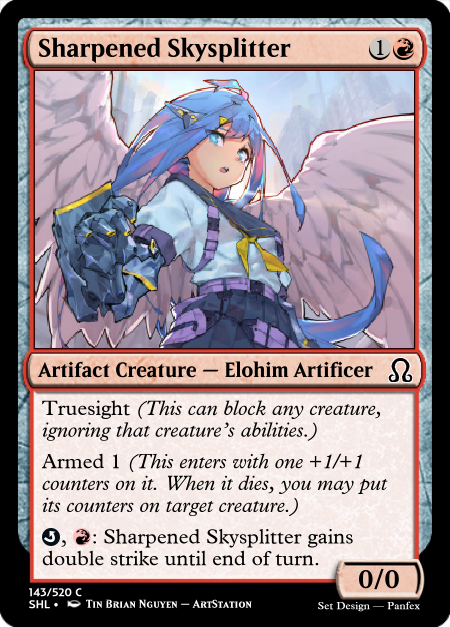 Sharpened Skysplitter 1
Artifact Creature — Elohim Artificer
Truesight (This can block any creature,
ignoring that creature's abilities.)
Armed 1 (This enters with one +1/+1
counters on it. When it dies, you may put
its counters on target creature.)
, : Sharpened Skysplitter gains
double strike until end of turn.
0/0
143/520 C
SHL • Tin Brian Nguyen — ArtStation
Set Design — Panfex